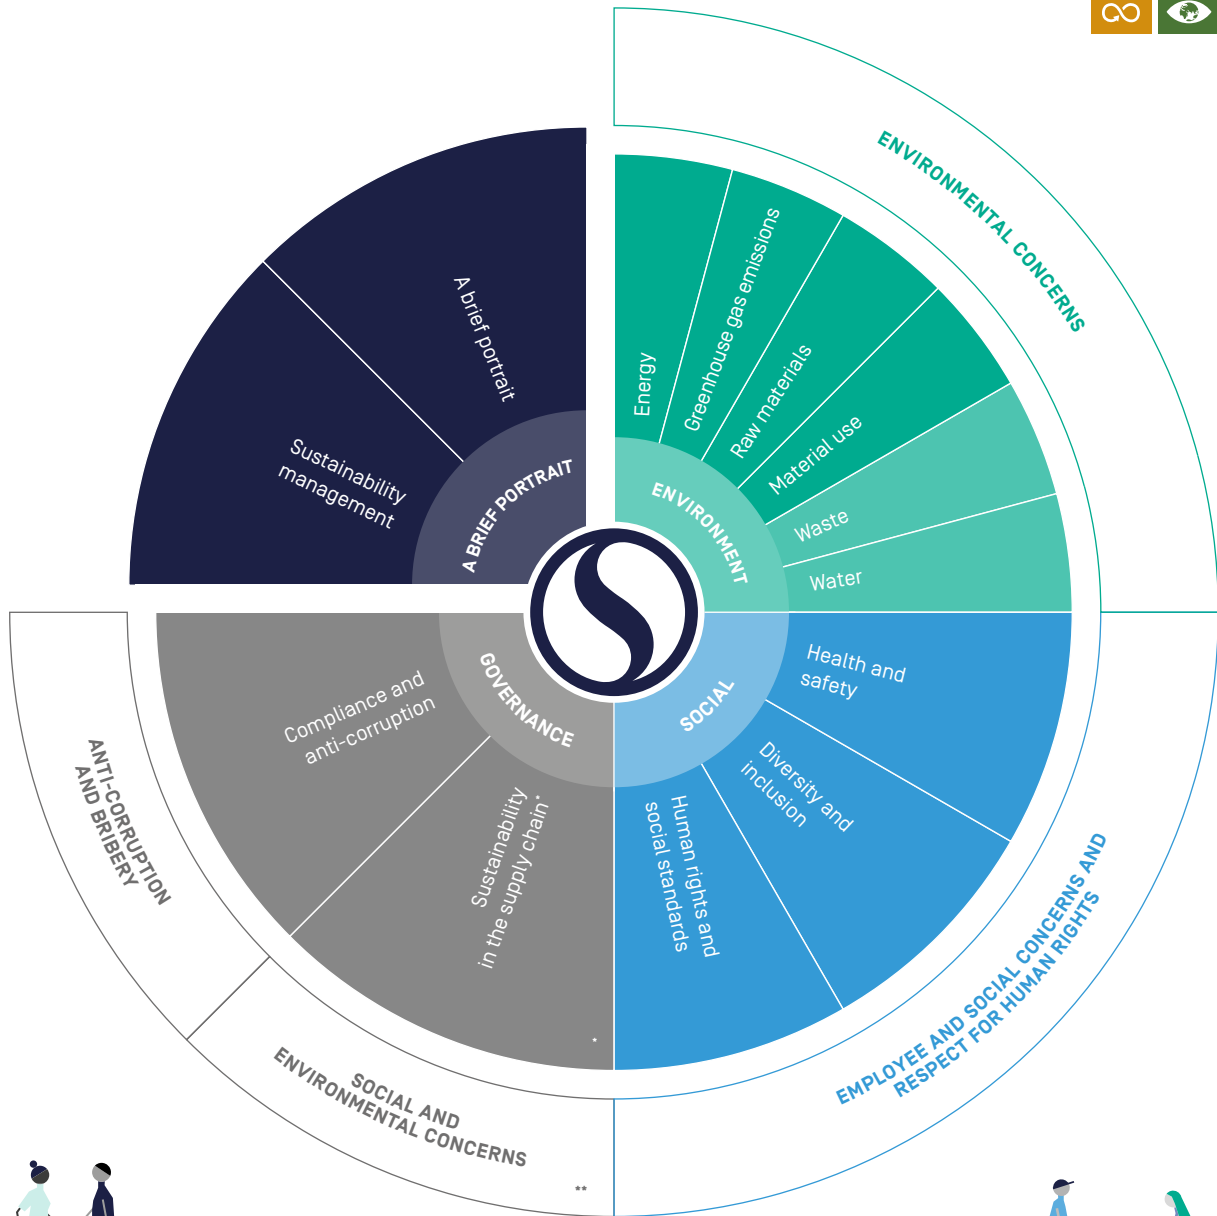 ENVIRONMENTAL CONCERNS
A brief portrait
Sustainability
management
A BRIEF PORTRAIT
Energy
Greenhouse gas emissions
Raw materials
Material use
Waste
Water
ENVIRONMENT
Health and
safety
Diversity and
inclusion
Human rights and
social standards
SOCIAL
EMPLOYEE AND SOCIAL CONCERNS AND
RESPECT FOR HUMAN RIGHTS
GOVERNANCE
Compliance and
anti-corruption
Sustainability
in the supply chain*
*
ANTI-CORRUPTION
AND BRIBERY
SOCIAL AND
ENVIRONMENTAL CONCERNS
**